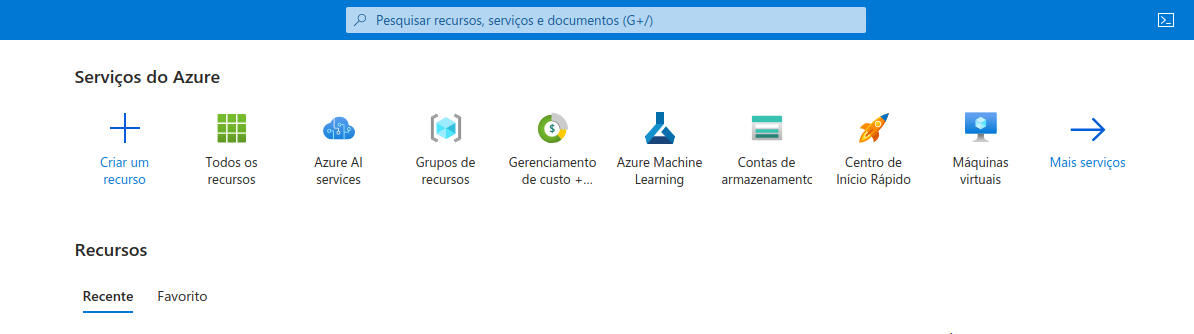 Pesquisar recursos, serviços e documentos (G+/)
Serviços do Azure
Criar um
recurso
Todos os
recursos
Azure AI
services
Grupos de
recursos
Gerenciamento
de custo +...
Azure Machine
Learning
Contas de
armazenamento
Centro de
Início Rápido
Máquinas
virtuais
Mais serviços
Recursos
Recente Favorito